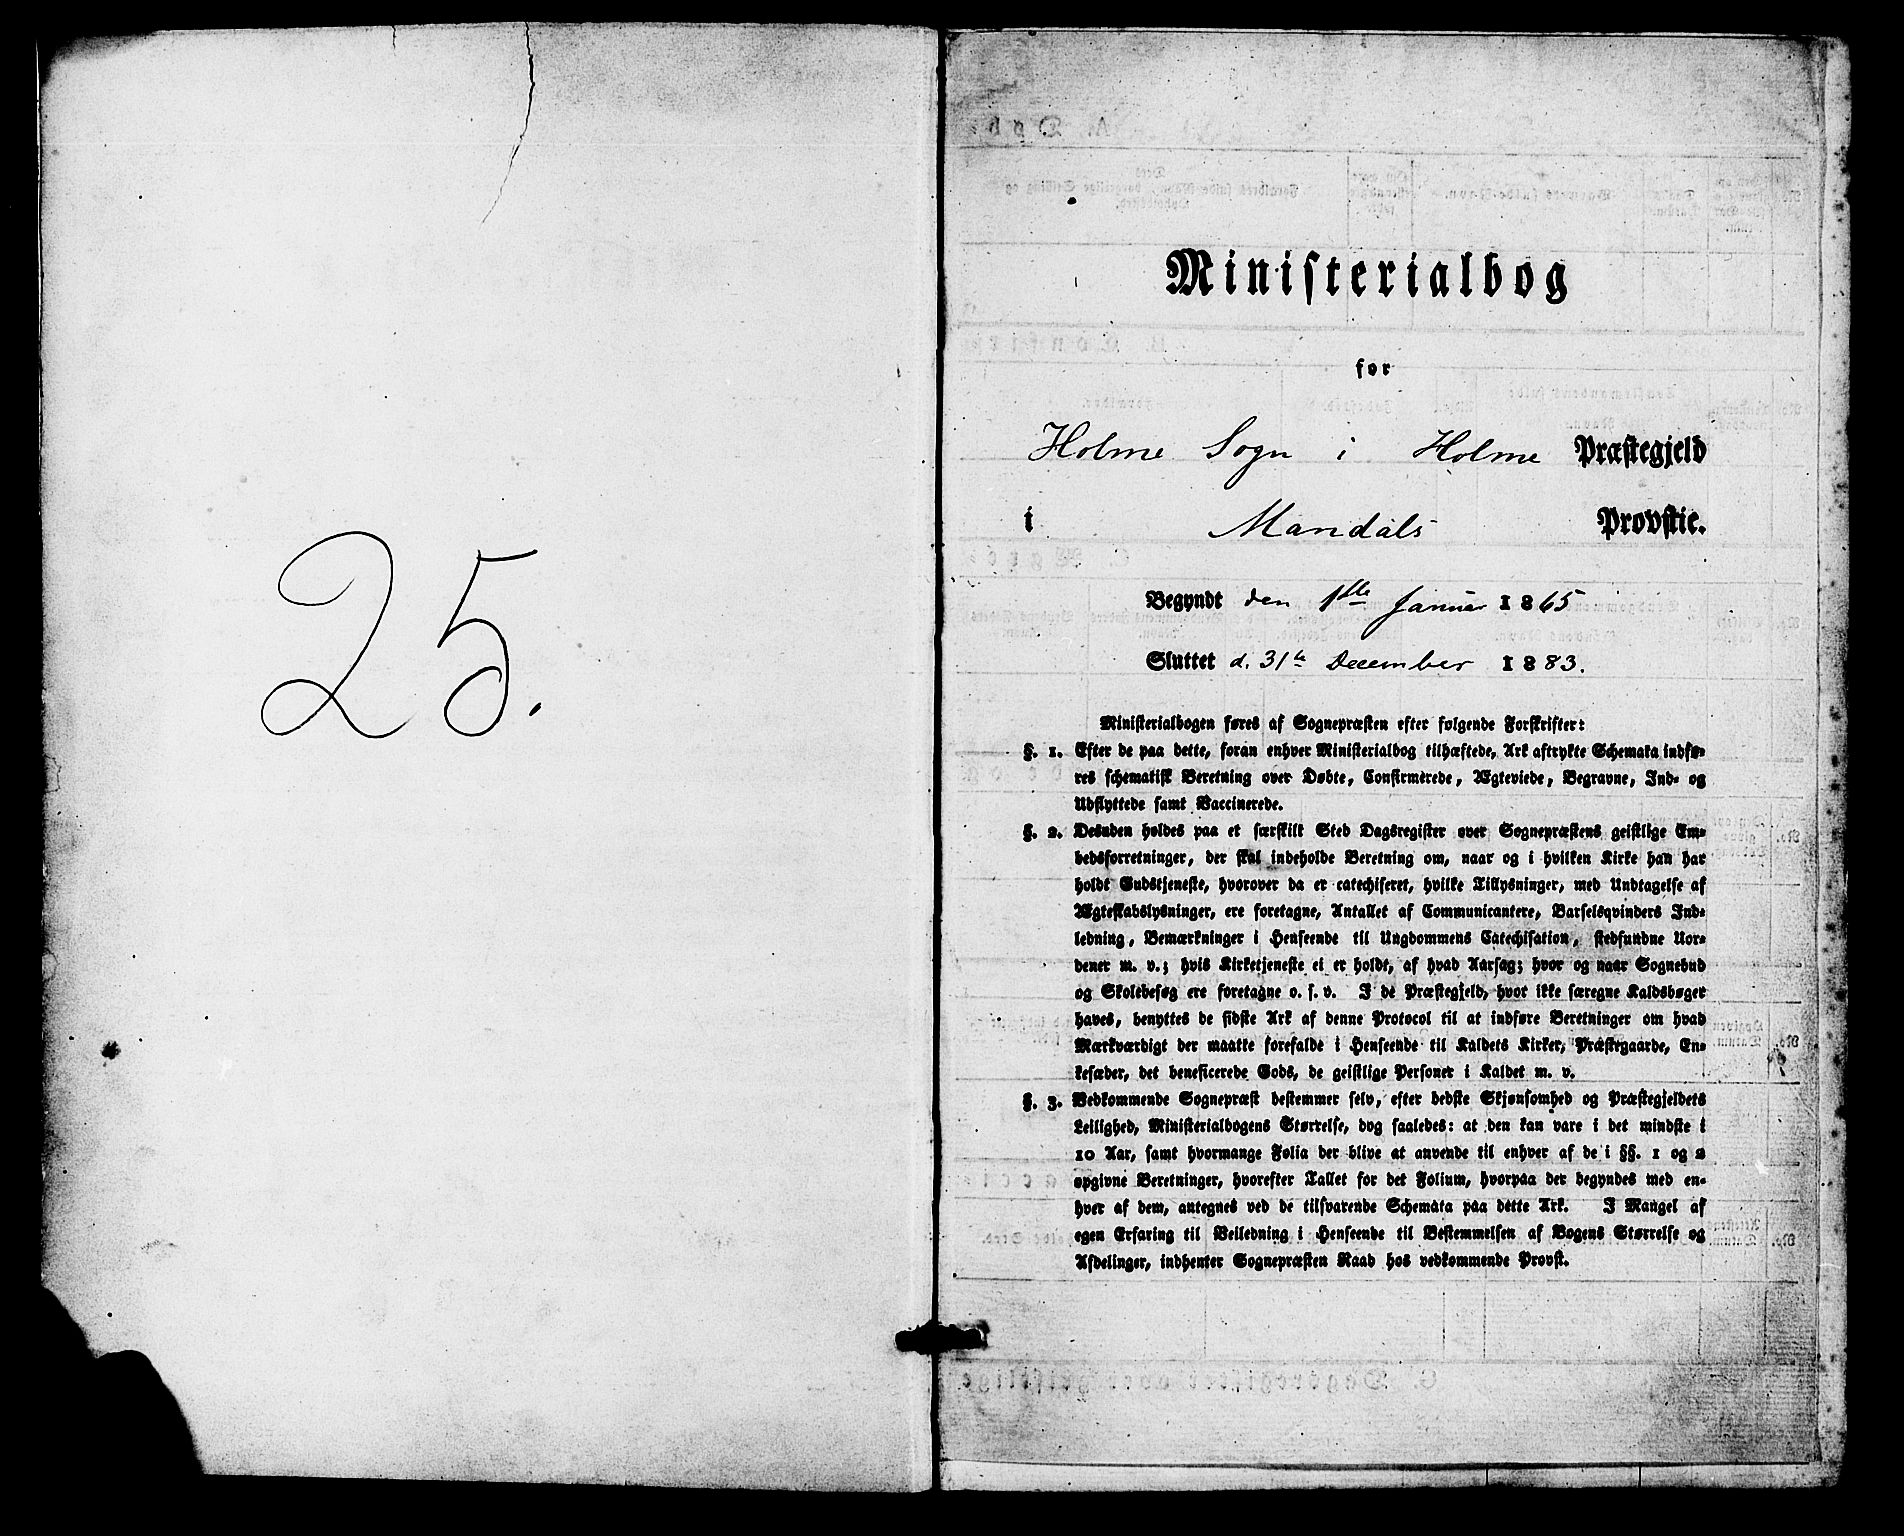 25.
Ministerialbog
for
Holme Sogn i Holme Præstegjeld
i Mandals Provstie.
Begyndt den 1ste Januar 1865
Sluttet d. 31te December 1883.
Ministerialbogen føres af Sognepræsten efter følgende Forskrifter:
§. 1. Efter de paa dette, foran enhver Ministerialbog tilhæftede, Ark aftrykte Schemata indfø-
res schematisk Beretning over Døbte, Confirmerede, Ægteviede, Begravne, Ind- og
Udflyttede samt Vaccinerede.
§. 2. Desuden holdes paa et særskilt Sted Dagsregister over Sognepræstens geistlige Em-
bedsforretninger, der skal indeholde Beretning om, naar og i hvilken Kirke han har
holdt Gudstjeneste, hvorover da er catechiseret, hvilke Tillysninger, med Undtagelse af
Ægteskabslysninger, ere foretagne, Antallet af Communicantere, Barselsqvinders Ind-
ledning, Bemærkninger i Henseende til Ungdommens Catechisation, stedfundne Uor-
dener m. v.; hvis Kirketjeneste ei er holdt, af hvad Aarsag; hvor og naar Sognebud
og Skolebesøg ere foretagne o. s. v. I de Præstegjeld, hvor ikke særegne Kaldsbøger
haves, benyttes de sidste Ark af denne Protocol til at indføre Beretninger om hvad
Mærkværdigt der maatte forefalde i Henseende til Kaldets Kirker, Præstegaarde, En-
kesæder, det beneficerede Gods, de geistlige Personer i Kaldet m. v.
§. 3. Vedkommende Sognepræst bestemmer selv, efter bedste Skjønsomhed og Præstegjeldets
Leilighed, Ministerialbogens Størrelse, dog saaledes: at den kan vare i det mindste i
10 Aar, samt hvormange Folia der blive at anvende til enhver af de i §§. 1 og 2
opgivne Beretninger, hvorefter Tallet for det Folium, hvorpaa der begyndes med en-
hver af dem, antegnes ved de tilsvarende Schemata paa dette Ark. I Mangel af
egen Erfaring til Veiledning i Henseende til Bestemmelsen af Bogens Størrelse og
Afdelinger, indhenter Sognepræsten Raad hos vedkommende Provst.